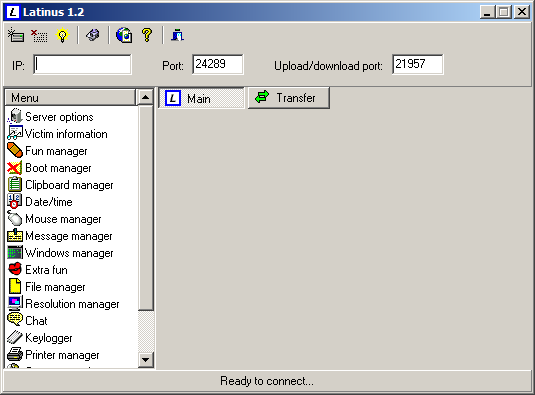 L Latinus 1.2
IP: Port: 24289 Upload/download port: 21957
Menu
L Main Transfer
Server options
Victim information
Fun manager
Boot manager
Clipboard manager
Date/time
Mouse manager
Message manager
Windows manager
Extra fun
File manager
Resolution manager
Chat
Keylogger
Printer manager
Ready to connect...